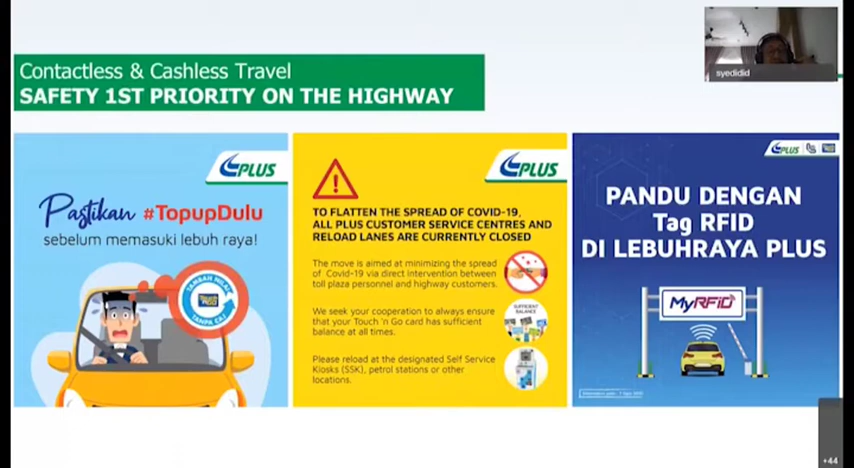 syedidid
Contactless & Cashless Travel
SAFETY 1ST PRIORITY ON THE HIGHWAY
PLUS
Pastikan #TopupDulu
sebelum memasuki lebuh raya!
TAMBAH NILAI
Touch
TANPA CAJ
PLUS
TO FLATTEN THE SPREAD OF COVID-19,
ALL PLUS CUSTOMER SERVICE CENTRES AND
RELOAD LANES ARE CURRENTLY CLOSED
The move is aimed at minimizing the spread
of Covid-19 via direct intervention between
toll plaza personnel and highway customers.
SUFFICIENT
BALANCE
We seek your cooperation to always ensure
that your Touch 'n Go card has sufficient
balance at all times.
Please reload at the designated Self Service
Kiosks (SSK), petrol stations or other
locations.
PLUS
PANDU DENGAN
Tag RFID
DI LEBUHRAYA PLUS
MyRFiD
+44